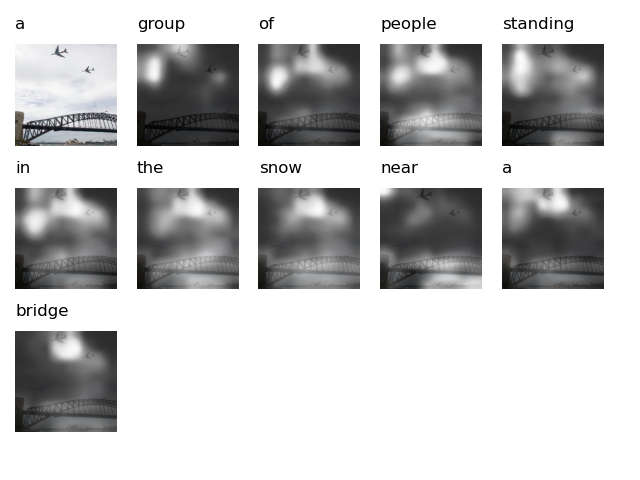 a group of people standing
in the snow near a
bridge